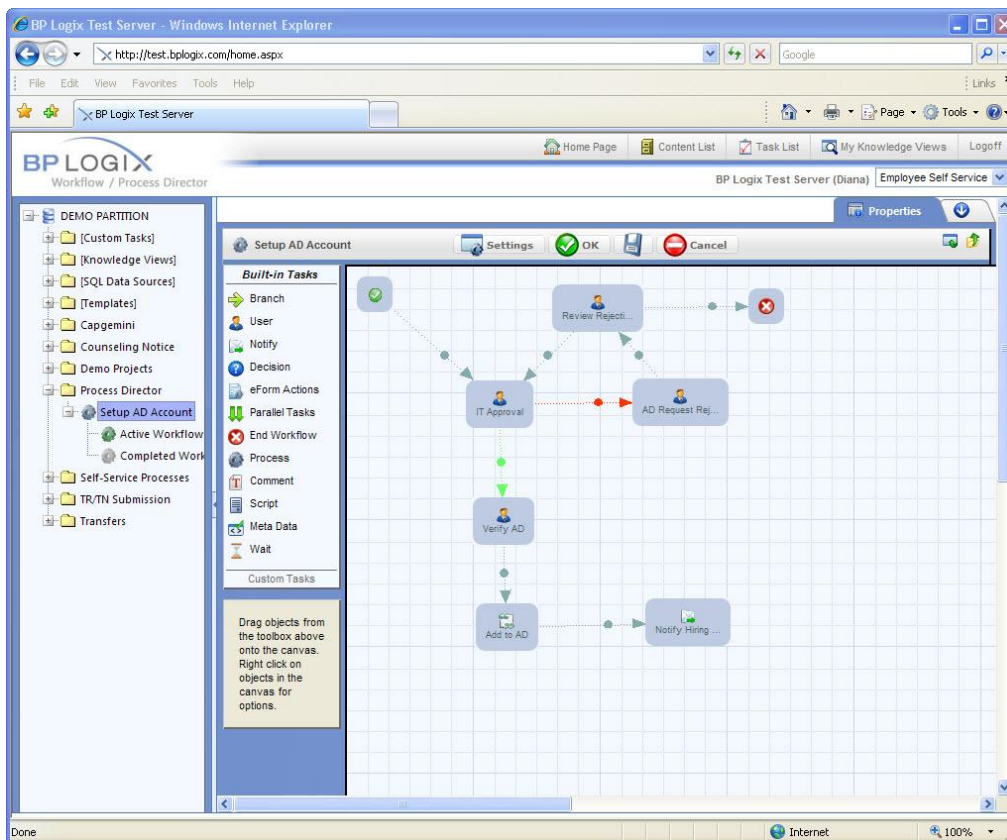 BP Logix Test Server - Windows Internet Explorer
http://test.bplogix.com/home.aspx
Google
File Edit View Favorites Tools Help
Links
BP Logix Test Server
Page Tools
BP LOGIX
Workflow / Process Director
Home Page Content List Task List My Knowledge Views Logoff
BP Logix Test Server (Diana) Employee Self Service
DEMO PARTITION
[Custom Tasks]
[Knowledge Views]
[SQL Data Sources]
[Templates]
Capgemini
Counseling Notice
Demo Projects
Process Director
Setup AD Account
Active Workflow
Completed Work
Self-Service Processes
TR/TN Submission
Transfers
Properties
Setup AD Account Settings OK Cancel
Built-in Tasks
Branch
User
Notify
Decision
eForm Actions
Parallel Tasks
End Workflow
Process
Comment
Script
Meta Data
Wait
Custom Tasks
Drag objects from
the toolbox above
onto the canvas.
Right click on
objects in the
canvas for
options.
Review Rejecti...
IT Approval
AD Request Rej...
Verify AD
Add to AD
Notify Hiring ...
Done Internet 100%